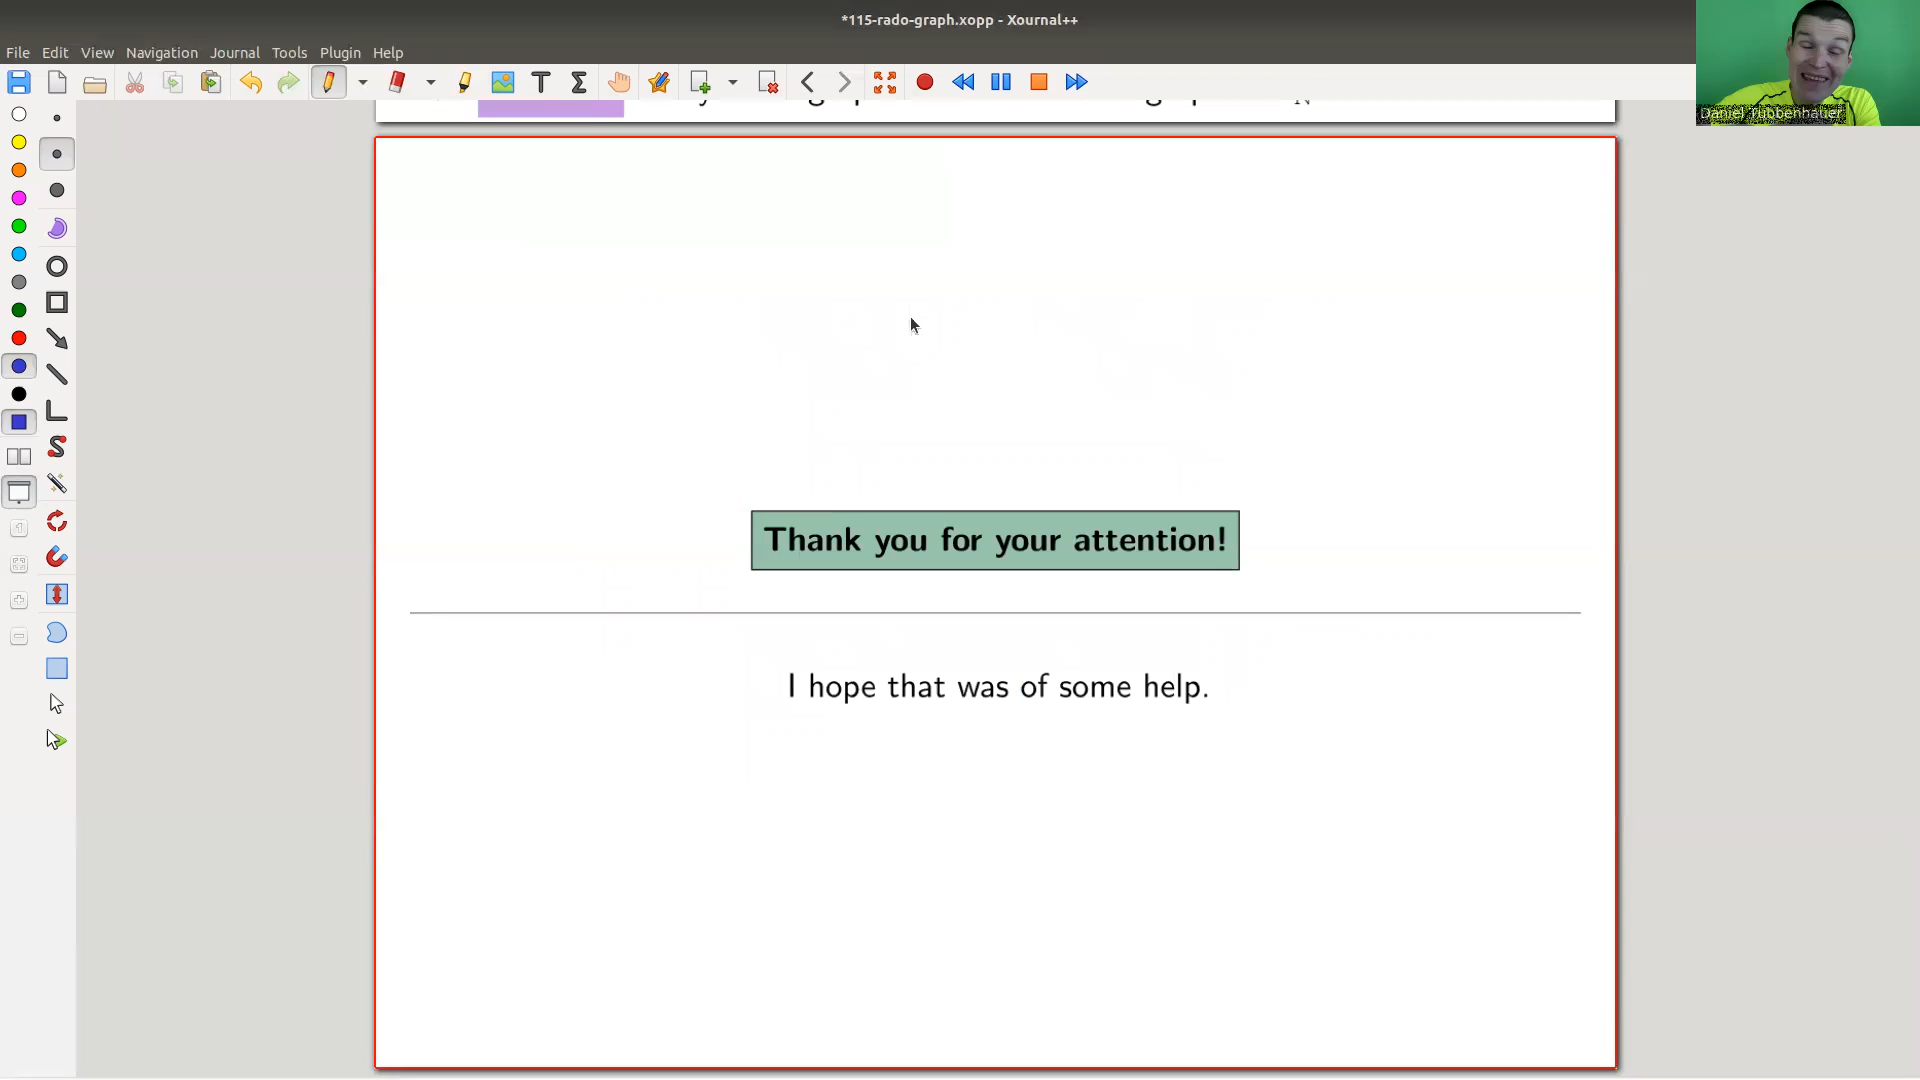 *115-rado-graph.xopp - Xournal++
File Edit View Navigation Journal Tools Plugin Help
Daniel Tubbenhauer
Thank you for your attention!
I hope that was of some help.